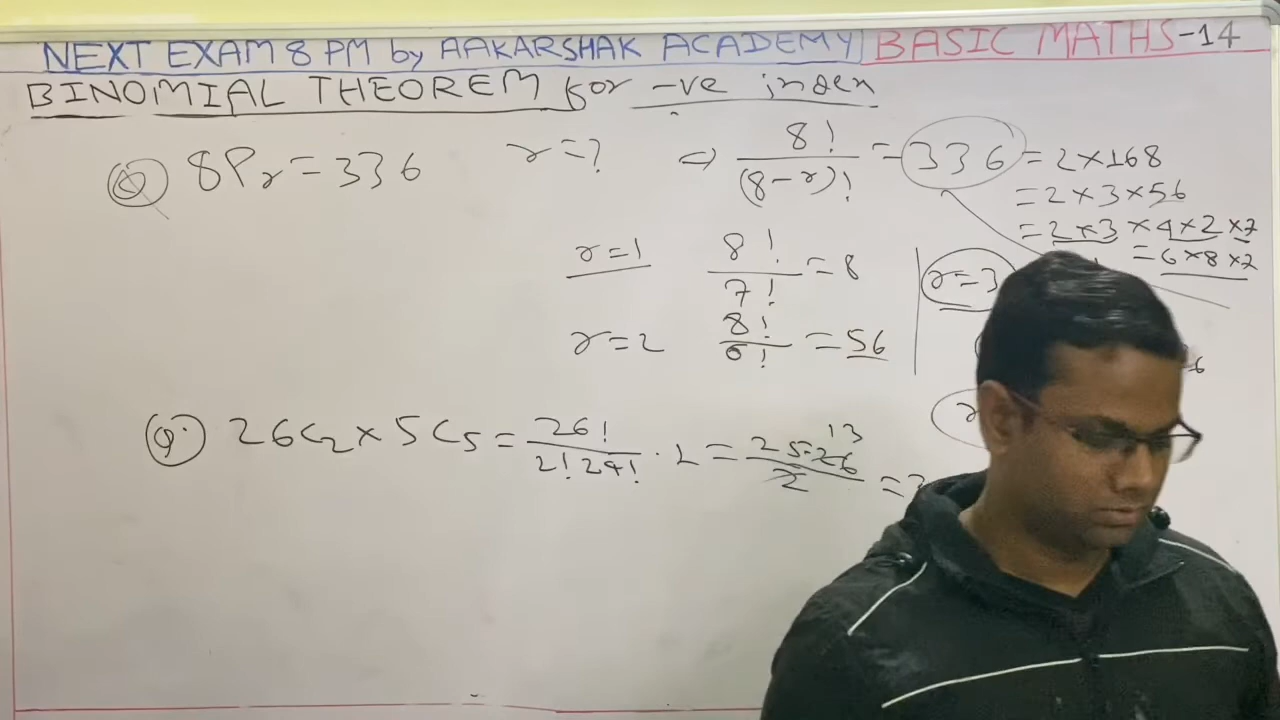 NEXT EXAM 8 PM by AAKARSHAK ACADEMY BASIC MATHS-14
BINOMIAL THEOREM for -ve index
Q 8Pr=336 r=? ⇒ 8!/(8-r)! = 336 = 2×168
= 2×3×56
= 2×3×4×2×7
= 6×8×7
r=1 8!/7! = 8
r=3
r=2 8!/6! = 56
Q. 26C2 × 5C5 = 26!/2!24! . 1 = 25·26/2 13 =